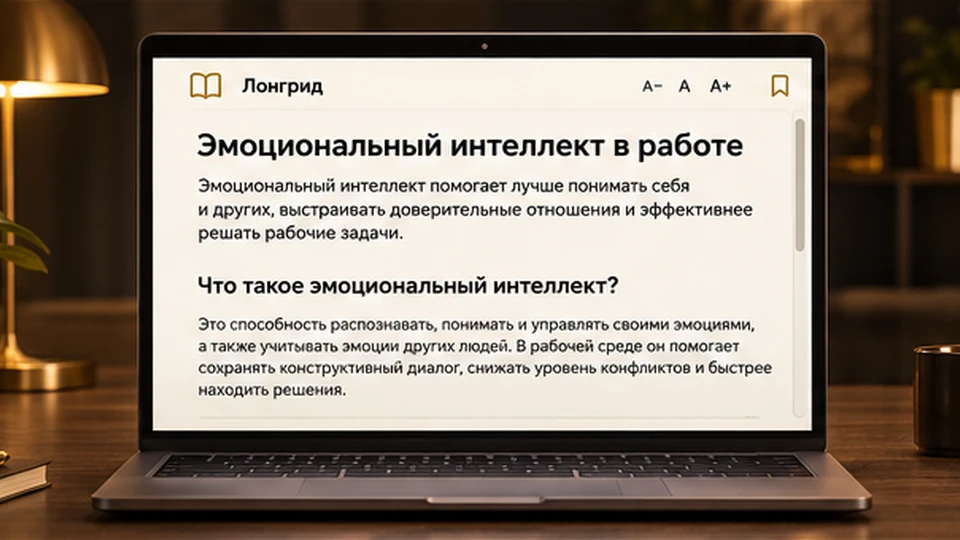 Лонгрид
A− A A+
Эмоциональный интеллект в работе
Эмоциональный интеллект помогает лучше понимать себя
и других, выстраивать доверительные отношения и эффективнее
решать рабочие задачи.
Что такое эмоциональный интеллект?
Это способность распознавать, понимать и управлять своими эмоциями,
а также учитывать эмоции других людей. В рабочей среде он помогает
сохранять конструктивный диалог, снижать уровень конфликтов и быстрее
находить решения.